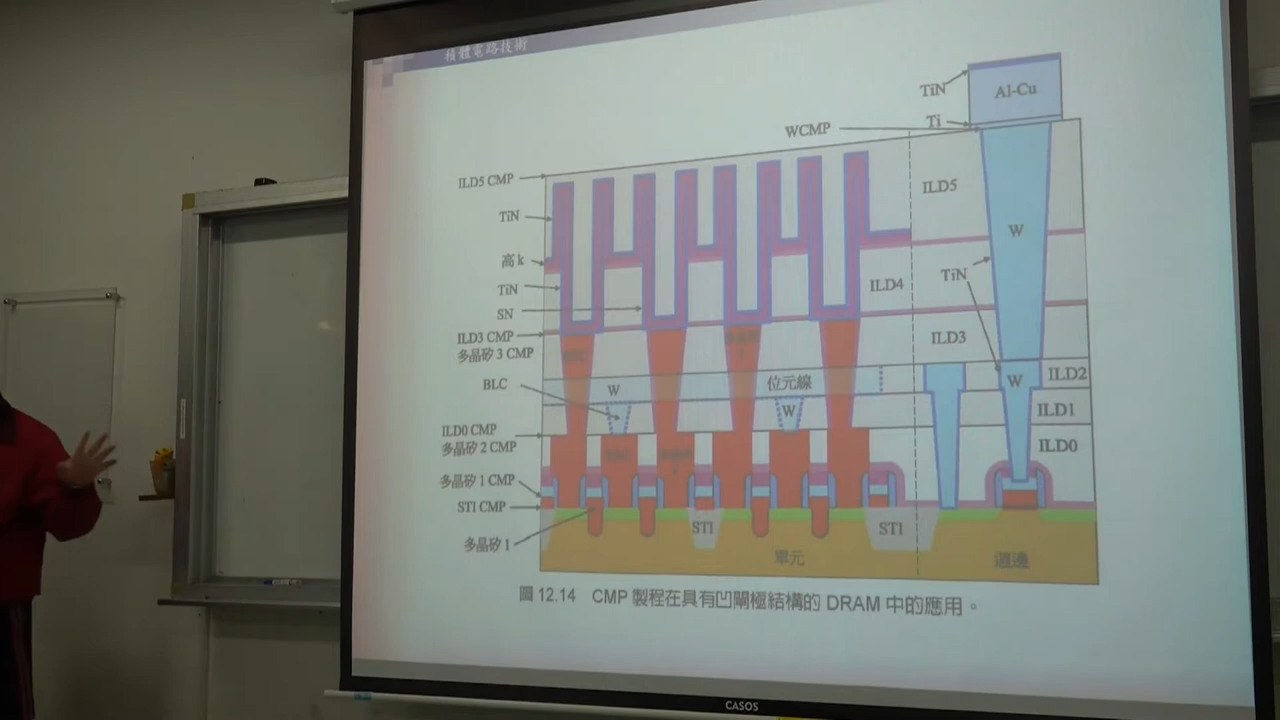 積體電路技術
TiN
Al-Cu
Ti
WCMP
ILD5 CMP
ILD5
TiN
W
高 k
TiN
TiN
ILD4
SN
ILD3 CMP
ILD3
多晶矽 3 CMP
BLC
W
位元線
W
ILD2
W
ILD1
ILD0 CMP
ILD0
多晶矽 2 CMP
多晶矽 1 CMP
STI CMP
STI
STI
多晶矽 1
單元
週邊
圖 12.14 CMP 製程在具有凹閘極結構的 DRAM 中的應用。
CASOS